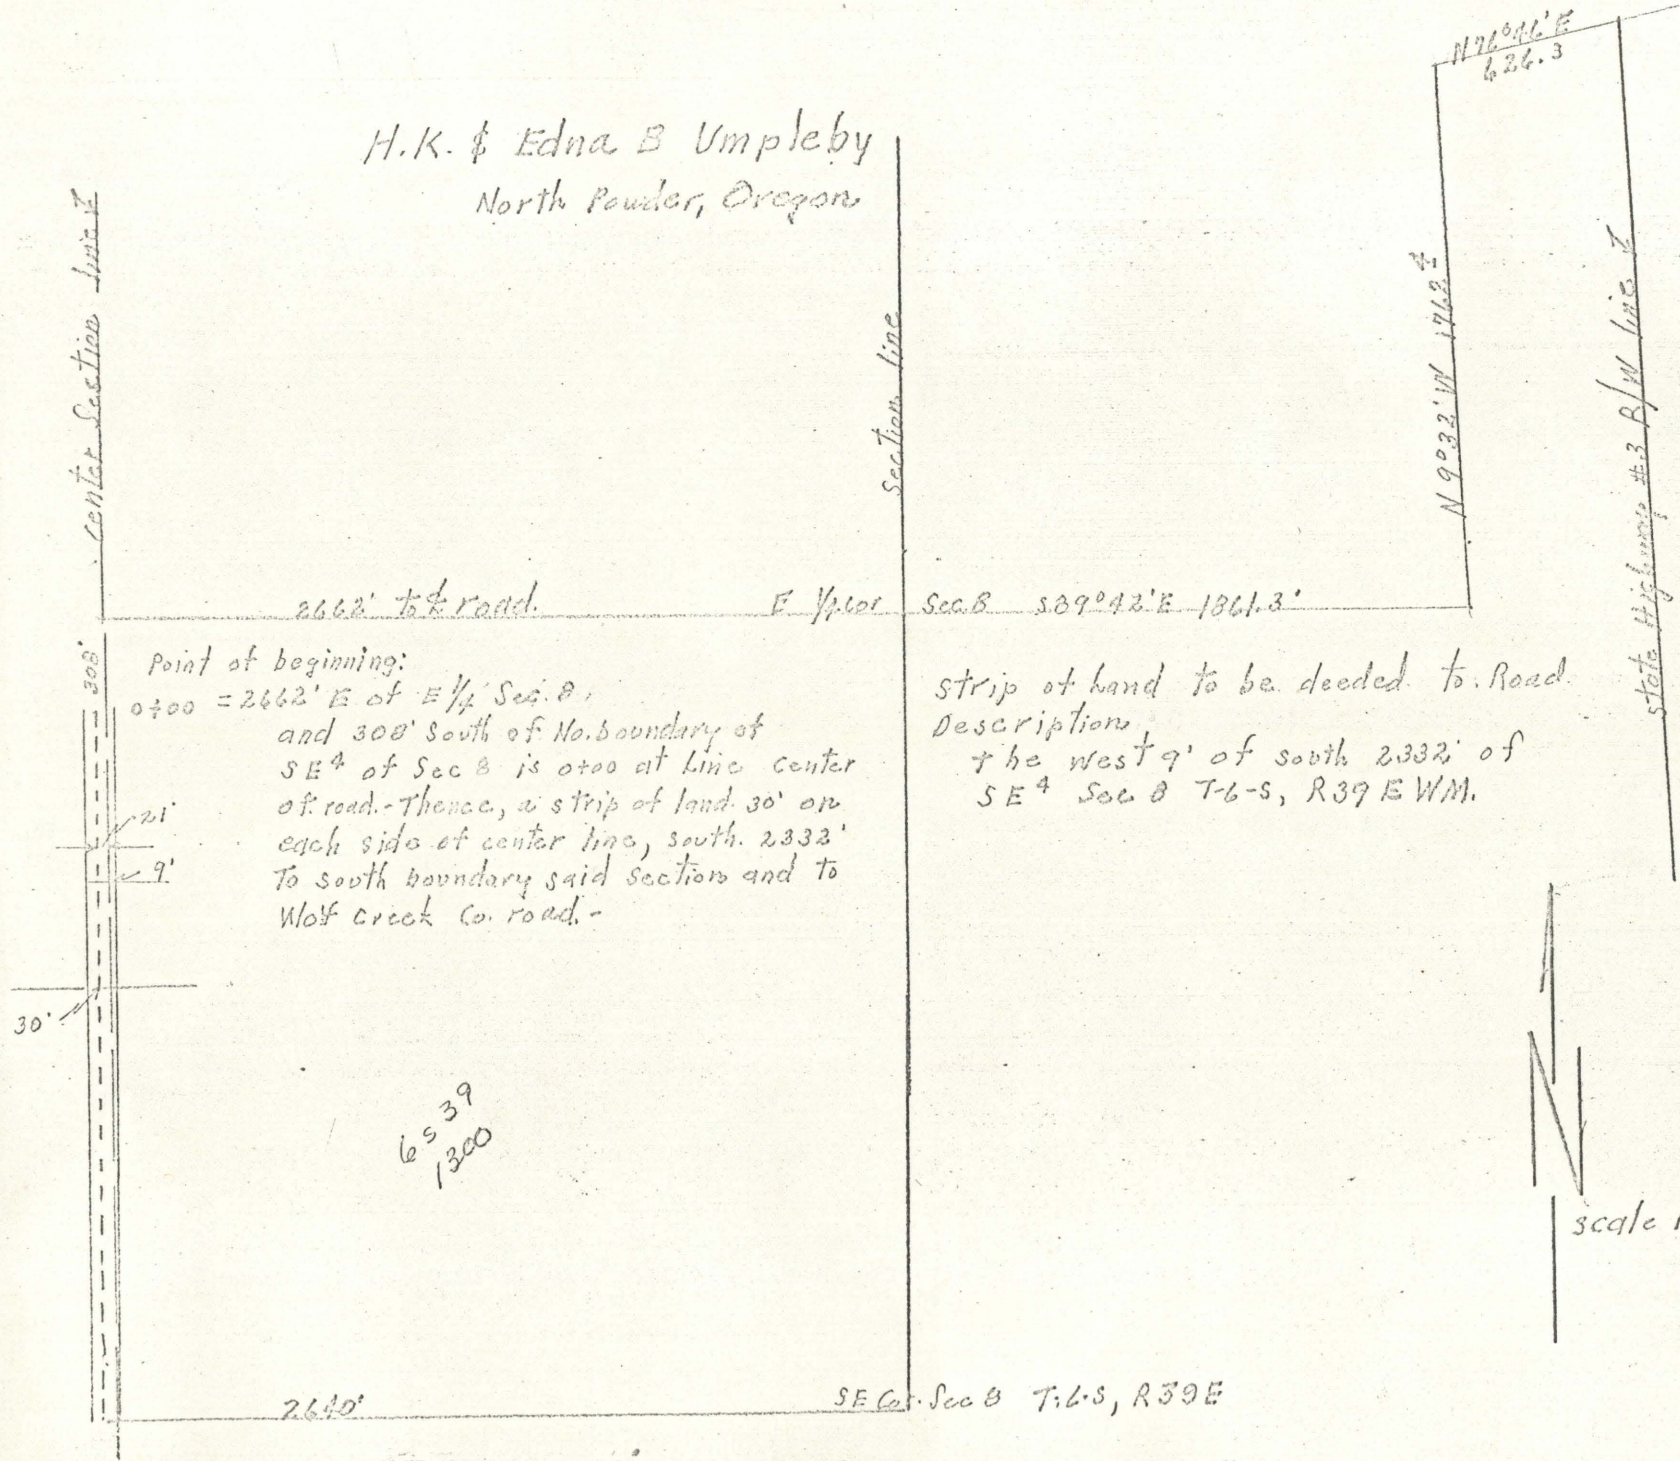 N76°46'E
626.3
H.K. & Edna B Umpleby
North Powder, Oregon
center Section line
Section line
N 9°32' W 1762
State Highway #3 R/W line
2662' to ℄ road.
E 1/4 cor
Sec. 8 S89°42'E 1861.3'
308'
Point of beginning:
0+00 = 2662' E of E 1/4 Sec. 8,
and 308' South of No. boundary of
SE4 of Sec 8 is 0+00 at Line Center
of road.- Thence, a strip of land 30' on
each side of center line, south. 2332'
To south boundary said Section and to
Wolf Creek Co. road.-
strip of Land to be deeded to Road.
Description
The west 9' of south 2332' of
SE4 Sec 8 T-6-S, R39 E WM.
21'
9'
30'
6 S 39
1300
N
scale
2640'
SE Cor. Sec 8 T.6.S, R39E